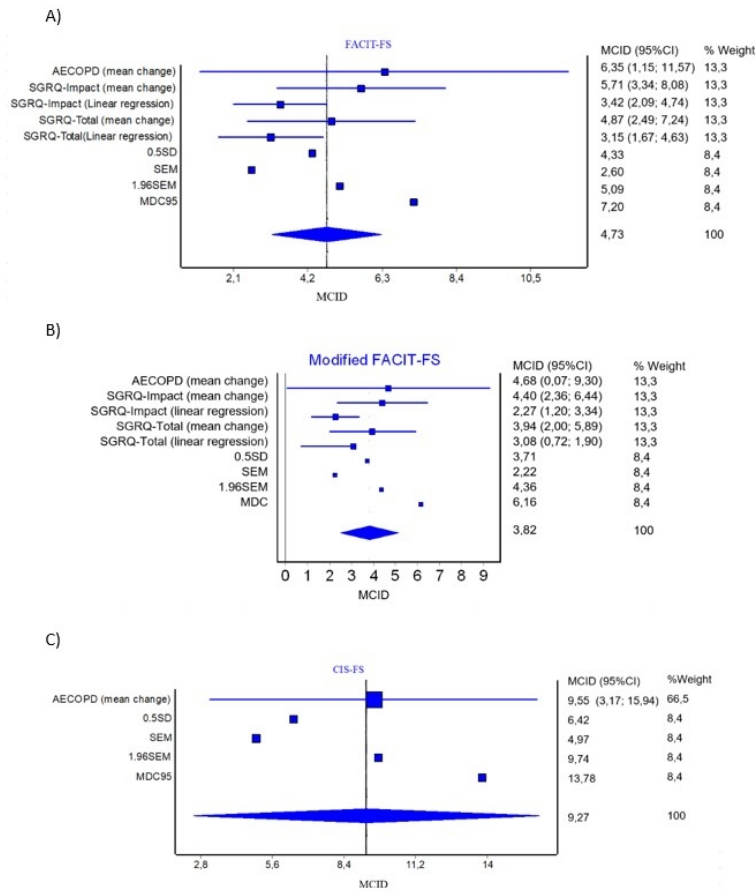 A)
FACIT-FS
MCID (95%CI) % Weight
AECOPD (mean change) 6,35 (1,15; 11,57) 13,3
SGRQ-Impact (mean change) 5,71 (3,34; 8,08) 13,3
SGRQ-Impact (Linear regression) 3,42 (2,09; 4,74) 13,3
SGRQ-Total (mean change) 4,87 (2,49; 7,24) 13,3
SGRQ-Total(Linear regression) 3,15 (1,67; 4,63) 13,3
0.5SD 4,33 8,4
SEM 2,60 8,4
1.96SEM 5,09 8,4
MDC95 7,20 8,4
4,73 100
2,1 4,2 6,3 8,4 10,5
MCID
B)
Modified FACIT-FS
MCID (95%CI) % Weight
AECOPD (mean change) 4,68 (0,07; 9,30) 13,3
SGRQ-Impact (mean change) 4,40 (2,36; 6,44) 13,3
SGRQ-Impact (linear regression) 2,27 (1,20; 3,34) 13,3
SGRQ-Total (mean change) 3,94 (2,00; 5,89) 13,3
SGRQ-Total (linear regression) 3,08 (0,72; 1,90) 13,3
0.5SD 3,71 8,4
SEM 2,22 8,4
1.96SEM 4,36 8,4
MDC 6,16 8,4
3,82 100
0 1 2 3 4 5 6 7 8 9
MCID
C)
CIS-FS
MCID (95%CI) %Weight
AECOPD (mean change) 9,55 (3,17; 15,94) 66,5
0.5SD 6,42 8,4
SEM 4,97 8,4
1.96SEM 9,74 8,4
MDC95 13,78 8,4
9,27 100
2,8 5,6 8,4 11,2 14
MCID